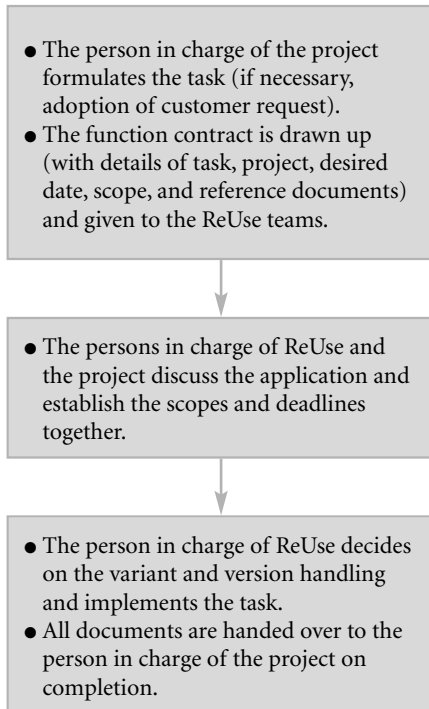 ● The person in charge of the project
formulates the task (if necessary,
adoption of customer request).
● The function contract is drawn up
(with details of task, project, desired
date, scope, and reference documents)
and given to the ReUse teams.
● The persons in charge of ReUse and
the project discuss the application and
establish the scopes and deadlines
together.
● The person in charge of ReUse decides
on the variant and version handling
and implements the task.
● All documents are handed over to the
person in charge of the project on
completion.